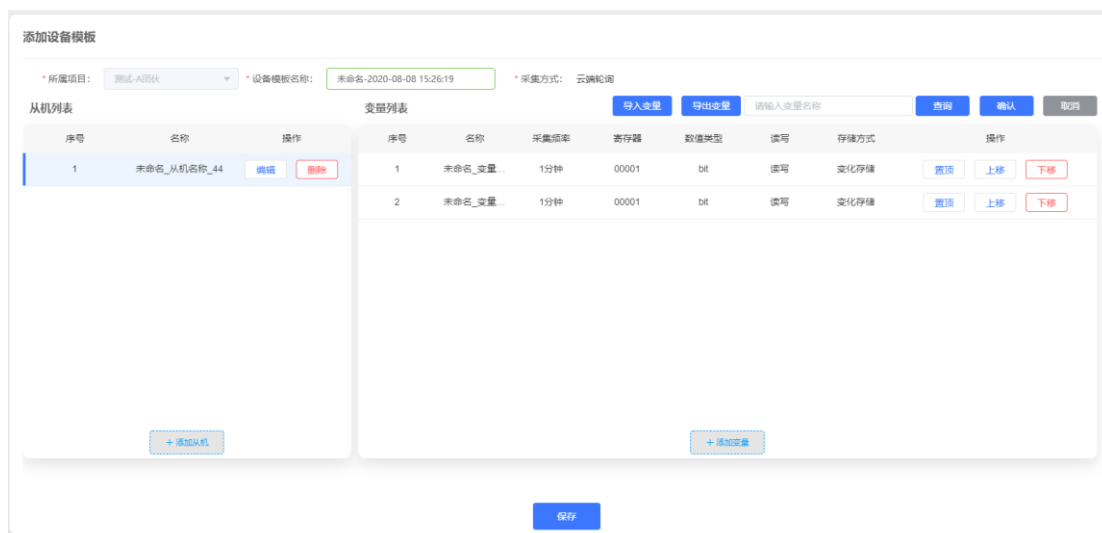 添加设备模板
* 所属项目： 测试-A团伙 * 设备模板名称： 未命名-2020-08-08 15:26:19 * 采集方式： 云端轮询
从机列表 变量列表 导入变量 导出变量 请输入变量名称 查询 确认 取消
序号 名称 操作 序号 名称 采集频率 寄存器 数值类型 读写 存储方式 操作
1 未命名_从机名称_44 编辑 删除 1 未命名_变量... 1分钟 00001 bit 读写 变化存储 置顶 上移 下移
2 未命名_变量... 1分钟 00001 bit 读写 变化存储 置顶 上移 下移
+ 添加从机 + 添加变量
保存